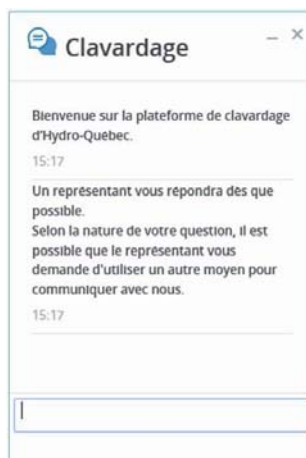 Clavardage
Bienvenue sur la plateforme de clavardage
d'Hydro-Québec.
15:17
Un représentant vous répondra dès que
possible.
Selon la nature de votre question, il est
possible que le représentant vous
demande d'utiliser un autre moyen pour
communiquer avec nous.
15:17